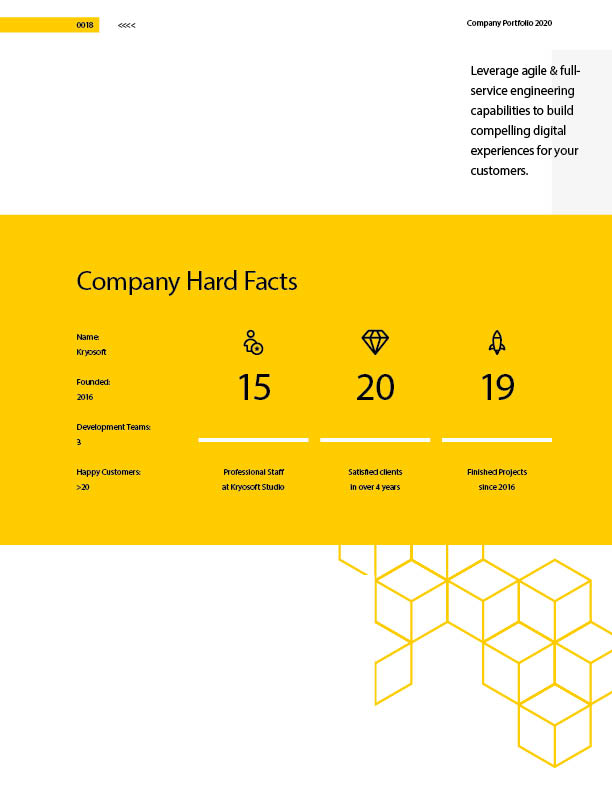 0018
<<<<
Company Portfolio 2020
Leverage agile & full-
service engineering
capabilities to build
compelling digital
experiences for your
customers.
Company Hard Facts
Name:
Kryosoft
Founded:
2016
Development Teams:
3
Happy Customers:
>20
15
Professional Staff
at Kryosoft Studio
20
Satisfied clients
in over 4 years
19
Finished Projects
since 2016